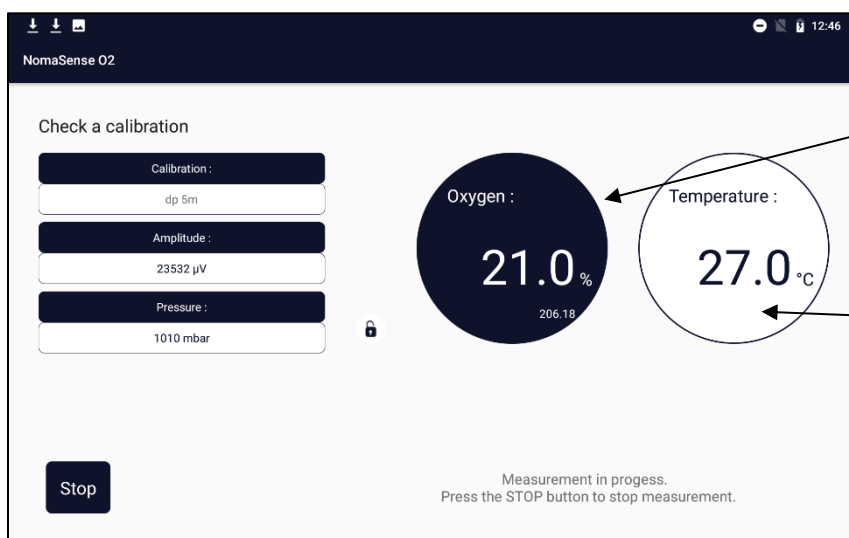 12:46
NomaSense O2
Check a calibration
Calibration :
dp 5m
Amplitude :
23532 µV
Pressure :
1010 mbar
Oxygen :
21.0 %
206.18
Temperature :
27.0 °C
Stop
Measurement in progess.
Press the STOP button to stop measurement.